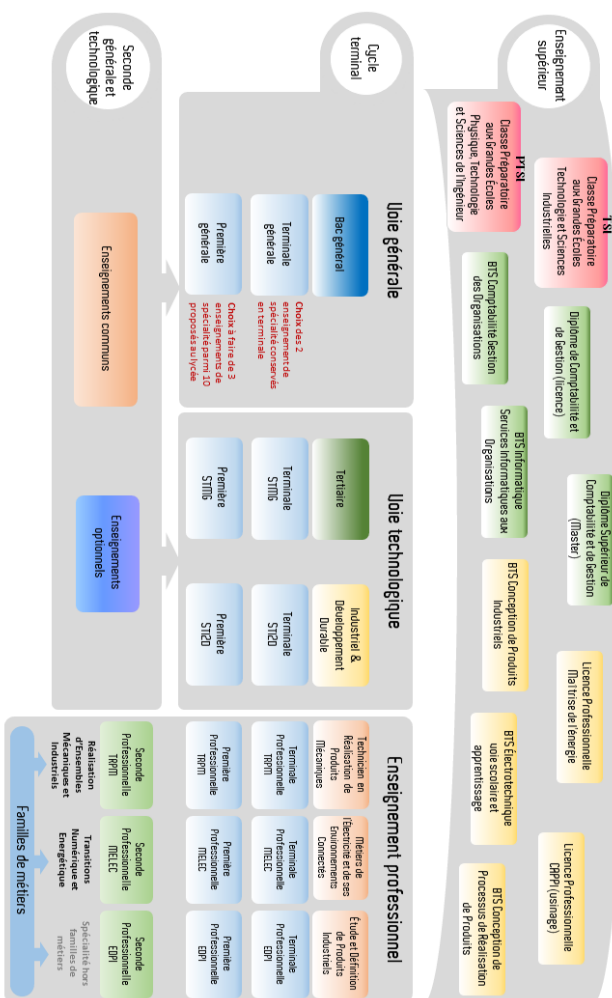 Enseignement
supérieur
TSI
Classe Préparatoire
aux Grandes Écoles
Technologie et Sciences
Industrielles
PTSI
Classe Préparatoire
aux Grandes Écoles
Physique, Technologie
et Sciences de l'Ingénieur
Diplôme de Comptabilité et
de Gestion (licence)
BTS Comptabilité Gestion
des Organisations
Diplôme Supérieur de
Comptabilité et de Gestion
(Master)
BTS Informatique
Services Informatiques aux
Organisations
Licence Professionnelle
Maîtrise de l'énergie
BTS Conception de Produits
Industriels
Licence Professionnelle
CAPPI (usinage)
BTS Électrotechnique
voie scolaire et
apprentissage
BTS Conception de
Processus de Réalisation
de Produits
Cycle
terminal
Voie générale
Bac général
Terminale
générale
Choix des 2
enseignement de
spécialité conservés
en terminale
Première
générale
Choix à faire de 3
enseignements de
spécialité parmi 10
proposés au lycée
Voie technologique
Tertiaire
Terminale
STMG
Première
STMG
Industriel &
Développement
Durable
Terminale
STI2D
Première
STI2D
Enseignement professionnel
Technicien en
Réalisation de
Produits
Mécaniques
Terminale
Professionnelle
TRPM
Première
Professionnelle
TRPM
Métiers de
l'Électricité et de ses
Environnements
Connectés
Terminale
Professionnelle
MELEC
Première
Professionnelle
MELEC
Étude et Définition
de Produits
Industriels
Terminale
Professionnelle
EDPI
Première
Professionnelle
EDPI
Seconde
générale et
technologique
Enseignements communs
Enseignements
optionnels
Seconde
Professionnelle
TRPM
Réalisation
d'Ensembles
Mécaniques et
Industriels
Seconde
Professionnelle
MELEC
Transitions
Numérique et
Energétique
Seconde
Professionnelle
EDPI
Spécialité hors
familles de
métiers
Familles de métiers